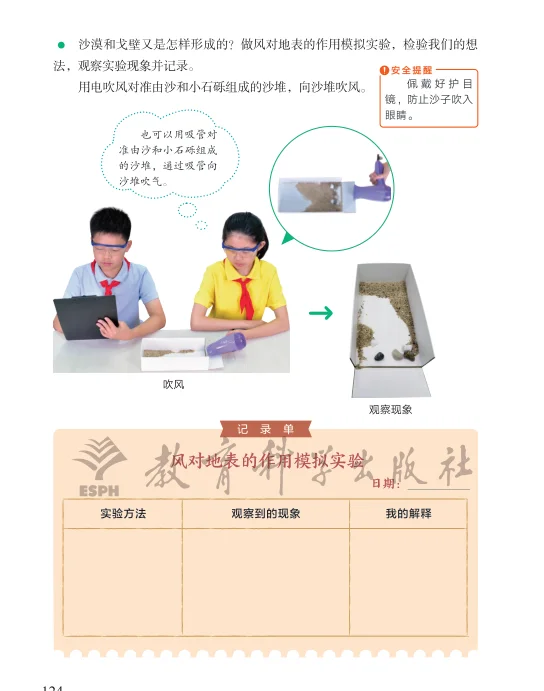 ● 沙漠和戈壁又是怎样形成的？做风对地表的作用模拟实验，检验我们的想
法，观察实验现象并记录。
用电吹风对准由沙和小石砾组成的沙堆，向沙堆吹风。
! 安全提醒
佩戴好护目
镜，防止沙子吹入
眼睛。
也可以用吸管对
准由沙和小石砾组成
的沙堆，通过吸管向
沙堆吹气。
吹风
观察现象
记 录 单
风对地表的作用模拟实验
ESPH 教育科学出版社
日期：
实验方法 观察到的现象 我的解释
124